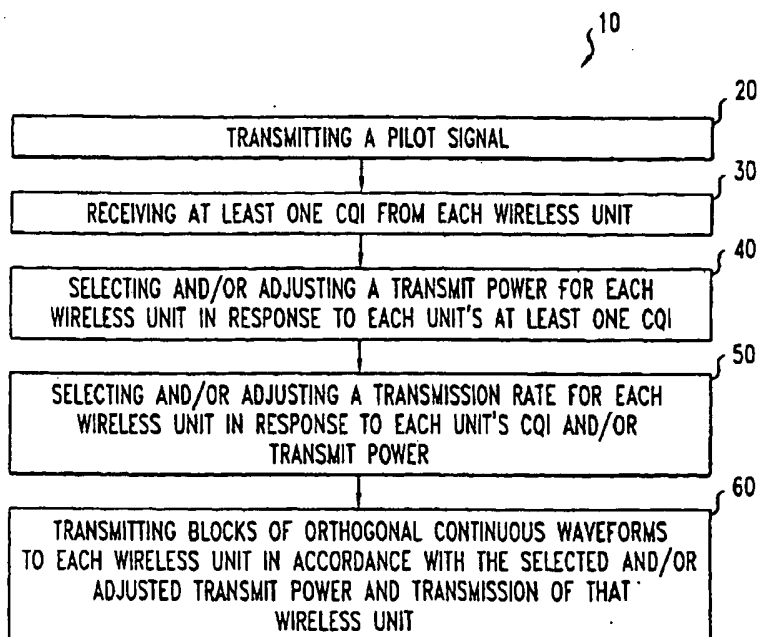 10
20
TRANSMITTING A PILOT SIGNAL
30
RECEIVING AT LEAST ONE CQI FROM EACH WIRELESS UNIT
40
SELECTING AND/OR ADJUSTING A TRANSMIT POWER FOR EACH
WIRELESS UNIT IN RESPONSE TO EACH UNIT'S AT LEAST ONE CQI
50
SELECTING AND/OR ADJUSTING A TRANSMISSION RATE FOR EACH
WIRELESS UNIT IN RESPONSE TO EACH UNIT'S CQI AND/OR
TRANSMIT POWER
60
TRANSMITTING BLOCKS OF ORTHOGONAL CONTINUOUS WAVEFORMS
TO EACH WIRELESS UNIT IN ACCORDANCE WITH THE SELECTED AND/OR
ADJUSTED TRANSMIT POWER AND TRANSMISSION OF THAT
WIRELESS UNIT